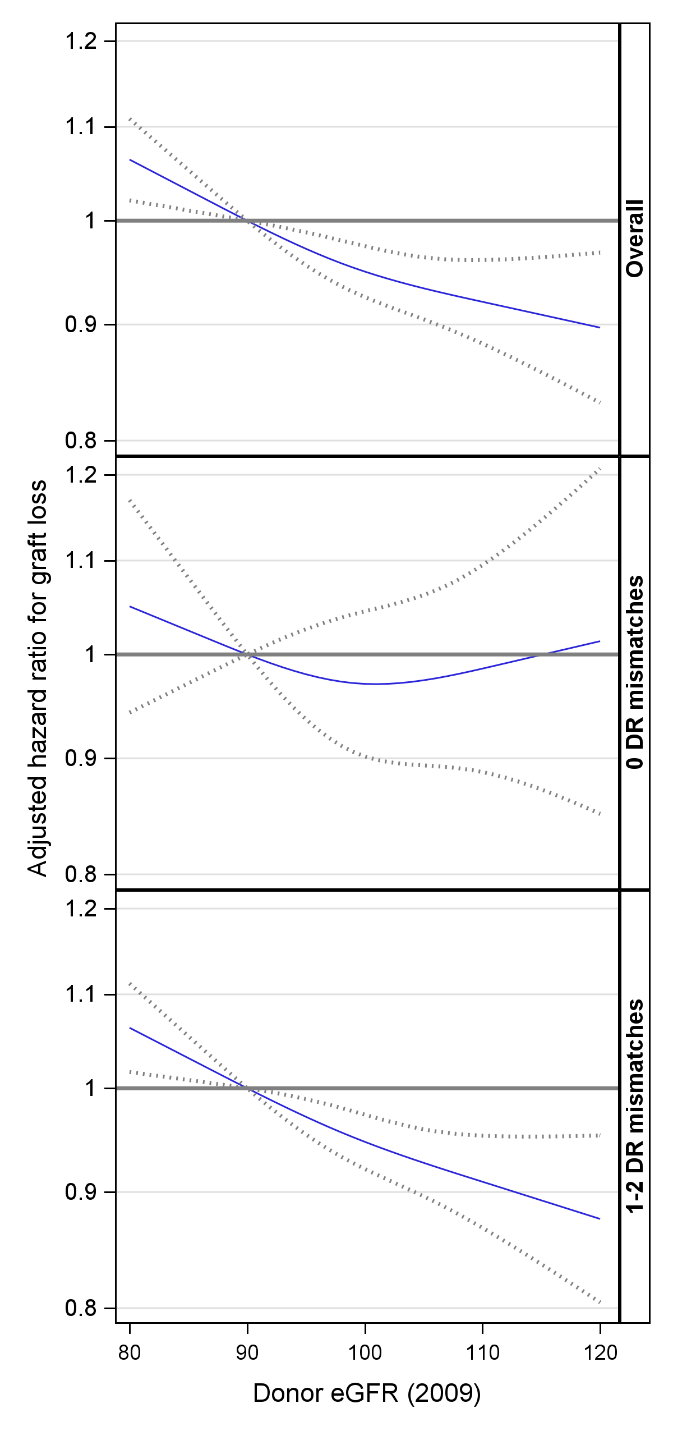 1.2
1.1
1
0.9
0.8
Overall
1.2
1.1
1
0.9
0.8
0 DR mismatches
1.2
1.1
1
0.9
0.8
1-2 DR mismatches
Adjusted hazard ratio for graft loss
80 90 100 110 120
Donor eGFR (2009)